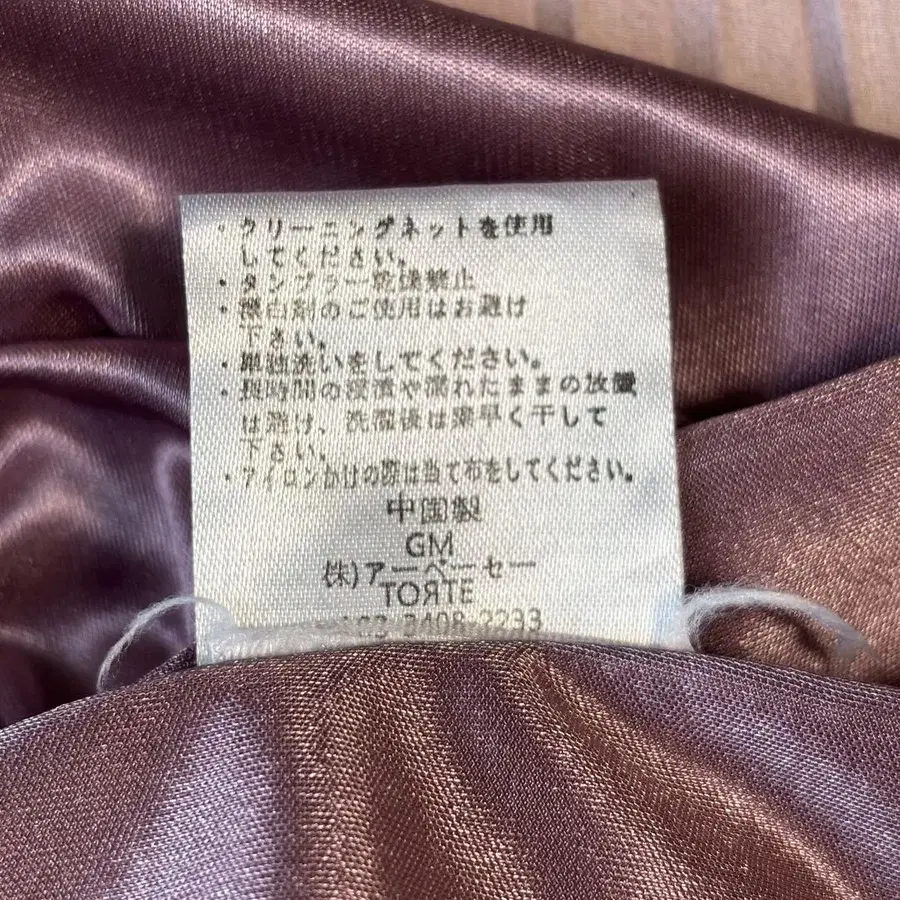 ・クリーニングネットを使用
してください。
・タンブラー乾燥禁止
・漂白剤のご使用はお避け
下さい。
・単独洗いをしてください。
・長時間の浸漬や濡れたままの放置
は避け、洗濯後は素早く干して
下さい。
・アイロンかけの際は当て布をしてください。
中国製
GM
(株)アーベーセー
TOЯTE
03-3408-2233